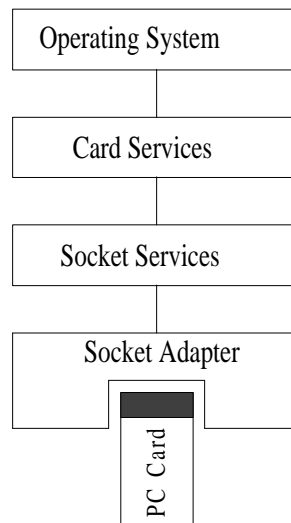 Operating System
Card Services
Socket Services
Socket Adapter
PC Card